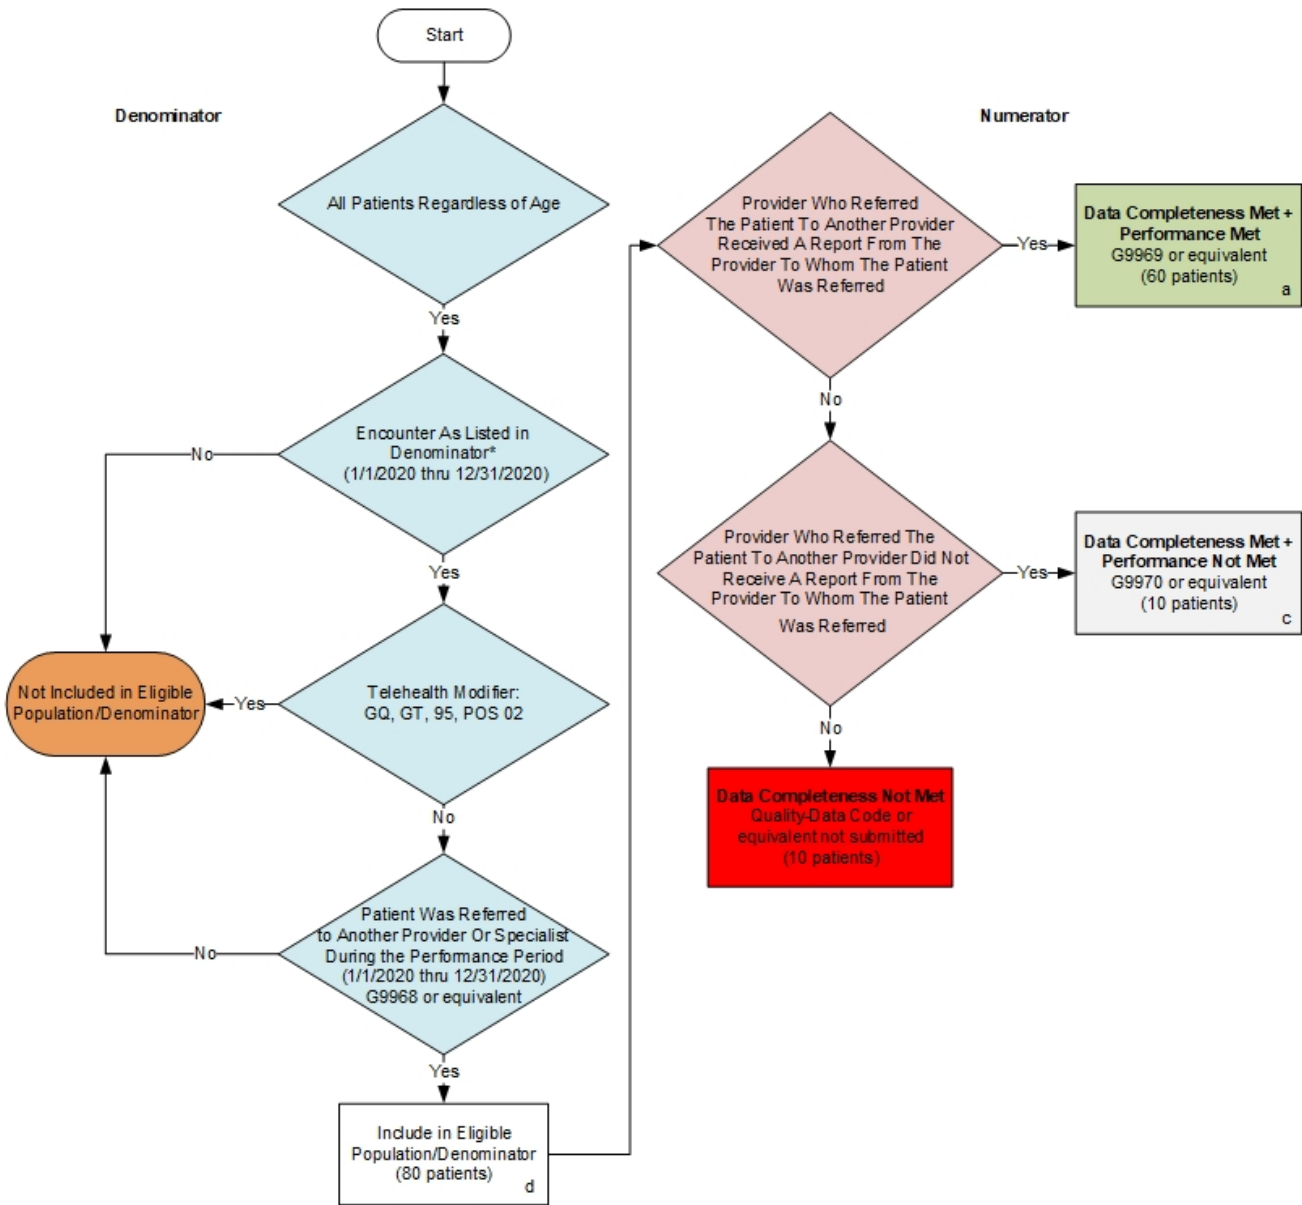 Start
Denominator
All Patients Regardless of Age
Yes
Encounter As Listed in
Denominator*
(1/1/2020 thru 12/31/2020)
No
Yes
Telehealth Modifier:
GQ, GT, 95, POS 02
Yes
Not Included in Eligible
Population/Denominator
No
Patient Was Referred
to Another Provider Or Specialist
During the Performance Period
(1/1/2020 thru 12/31/2020)
G9968 or equivalent
No
Yes
Include in Eligible
Population/Denominator
(80 patients)
d
Numerator
Provider Who Referred
The Patient To Another Provider
Received A Report From The
Provider To Whom The Patient
Was Referred
Yes
Data Completeness Met +
Performance Met
G9969 or equivalent
(60 patients)
a
No
Provider Who Referred The
Patient To Another Provider Did Not
Receive A Report From The
Provider To Whom The Patient
Was Referred
Yes
Data Completeness Met +
Performance Not Met
G9970 or equivalent
(10 patients)
c
No
Data Completeness Not Met
Quality-Data Code or
equivalent not submitted
(10 patients)